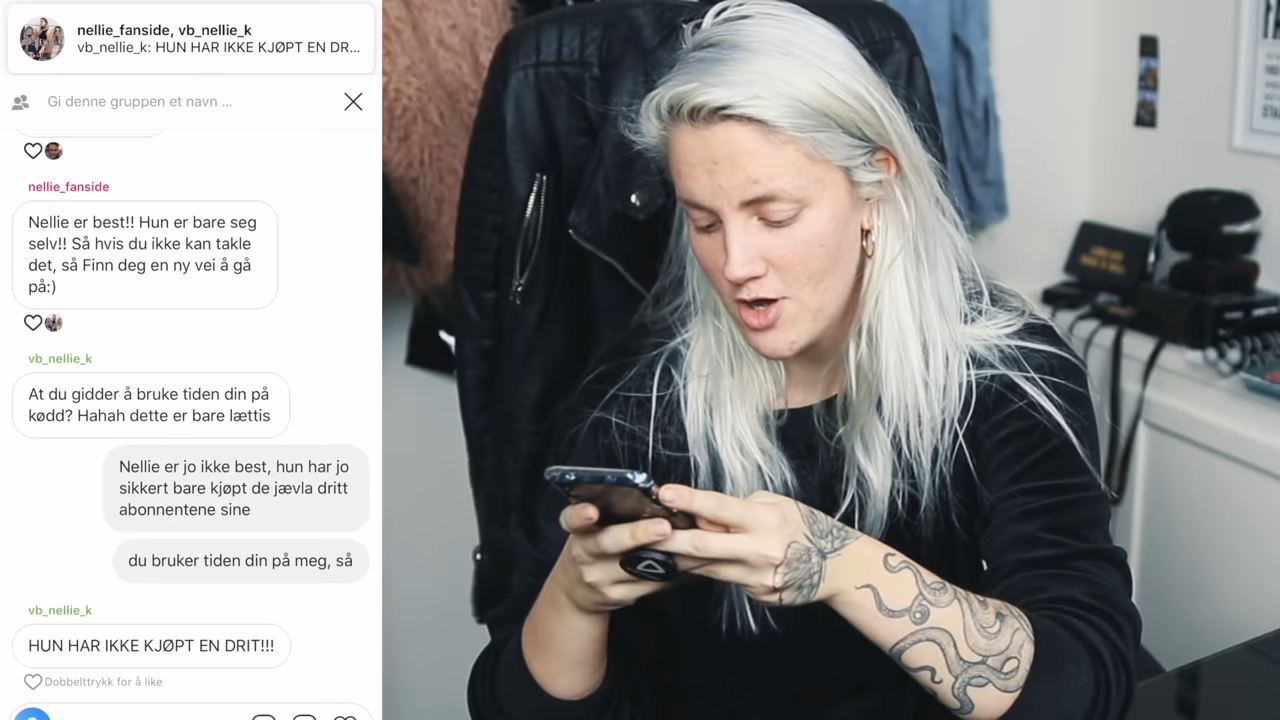 nellie_fanside, vb_nellie_k
vb_nellie_k: HUN HAR IKKE KJØPT EN DR...
Gi denne gruppen et navn ...
nellie_fanside
Nellie er best!! Hun er bare seg
selv!! Så hvis du ikke kan takle
det, så Finn deg en ny vei å gå
på:)
vb_nellie_k
At du gidder å bruke tiden din på
kødd? Hahah dette er bare lættis
Nellie er jo ikke best, hun har jo
sikkert bare kjøpt de jævla dritt
abonnentene sine
du bruker tiden din på meg, så
vb_nellie_k
HUN HAR IKKE KJØPT EN DRIT!!!
Dobbelttrykk for å like